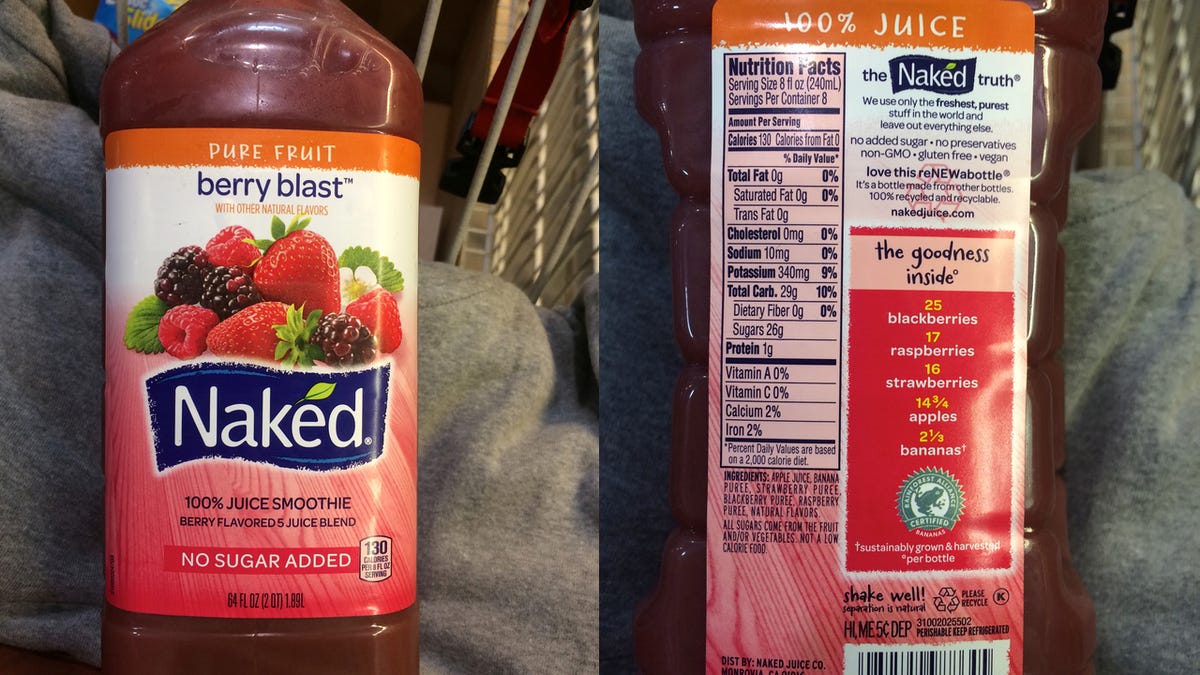 PURE FRUIT
berry blast™
WITH OTHER NATURAL FLAVORS
Naked®
100% JUICE SMOOTHIE
BERRY FLAVORED 5 JUICE BLEND
NO SUGAR ADDED
130
CALORIES
PER 8 FL OZ
SERVING
64 FL OZ (2 QT) 1.89L
100% JUICE
Nutrition Facts
Serving Size 8 fl oz (240mL)
Servings Per Container 8
Amount Per Serving
Calories 130 Calories from Fat 0
% Daily Value*
Total Fat 0g 0%
Saturated Fat 0g 0%
Trans Fat 0g
Cholesterol 0mg 0%
Sodium 10mg 0%
Potassium 340mg 9%
Total Carb. 29g 10%
Dietary Fiber 0g 0%
Sugars 26g
Protein 1g
Vitamin A 0%
Vitamin C 0%
Calcium 2%
Iron 2%
*Percent Daily Values are based
on a 2,000 calorie diet.
INGREDIENTS: APPLE JUICE, BANANA
PUREE, STRAWBERRY PUREE,
BLACKBERRY PUREE, RASPBERRY
PUREE, NATURAL FLAVORS.
ALL SUGARS COME FROM THE FRUIT
AND/OR VEGETABLES. NOT A LOW
CALORIE FOOD.
DIST BY: NAKED JUICE CO.
MONROVIA, CA 91016
the Naked truth®
We use only the freshest, purest
stuff in the world and
leave out everything else.
no added sugar • no preservatives
non-GMO • gluten free • vegan
love this reNEWabottle®
It's a bottle made from other bottles.
100% recycled and recyclable.
nakedjuice.com
the goodness
inside°
25
blackberries
17
raspberries
16
strawberries
14¾
apples
2⅓
bananas†
RAINFOREST ALLIANCE
CERTIFIED
BANANAS
†sustainably grown & harvested
°per bottle
shake well!
separation is natural
PLEASE
RECYCLE
K
HI, ME 5¢ DEP
31002025502
PERISHABLE KEEP REFRIGERATED